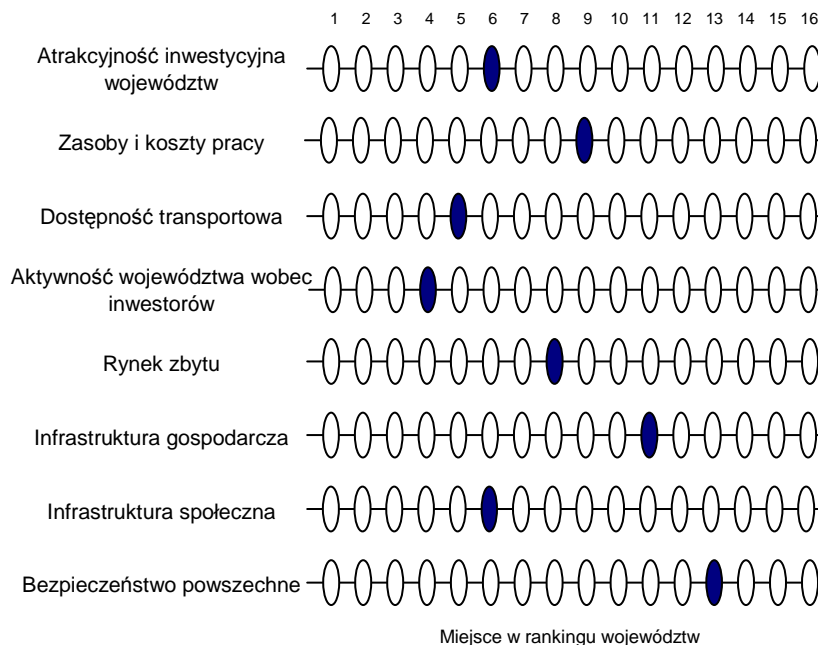 1 2 3 4 5 6 7 8 9 10 11 12 13 14 15 16
Atrakcyjność inwestycyjna
województw
Zasoby i koszty pracy
Dostępność transportowa
Aktywność województwa wobec
inwestorów
Rynek zbytu
Infrastruktura gospodarcza
Infrastruktura społeczna
Bezpieczeństwo powszechne
Miejsce w rankingu województw